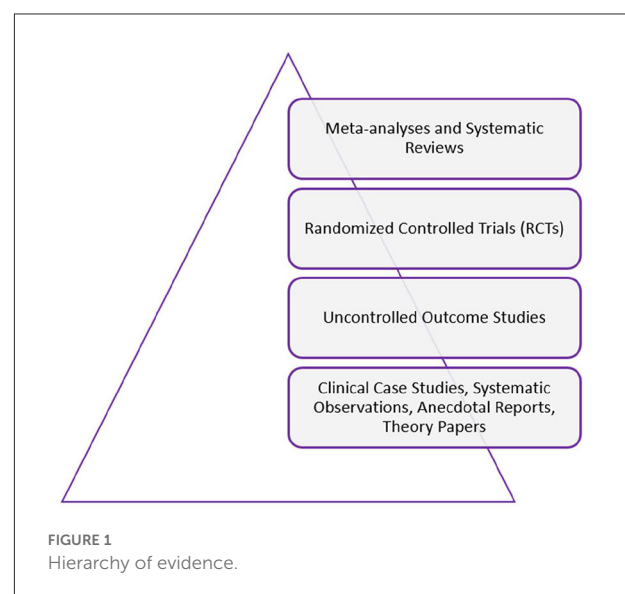 Meta-analyses and Systematic
Reviews
Randomized Controlled Trials (RCTs)
Uncontrolled Outcome Studies
Clinical Case Studies, Systematic
Observations, Anecdotal Reports,
Theory Papers
FIGURE 1
Hierarchy of evidence.